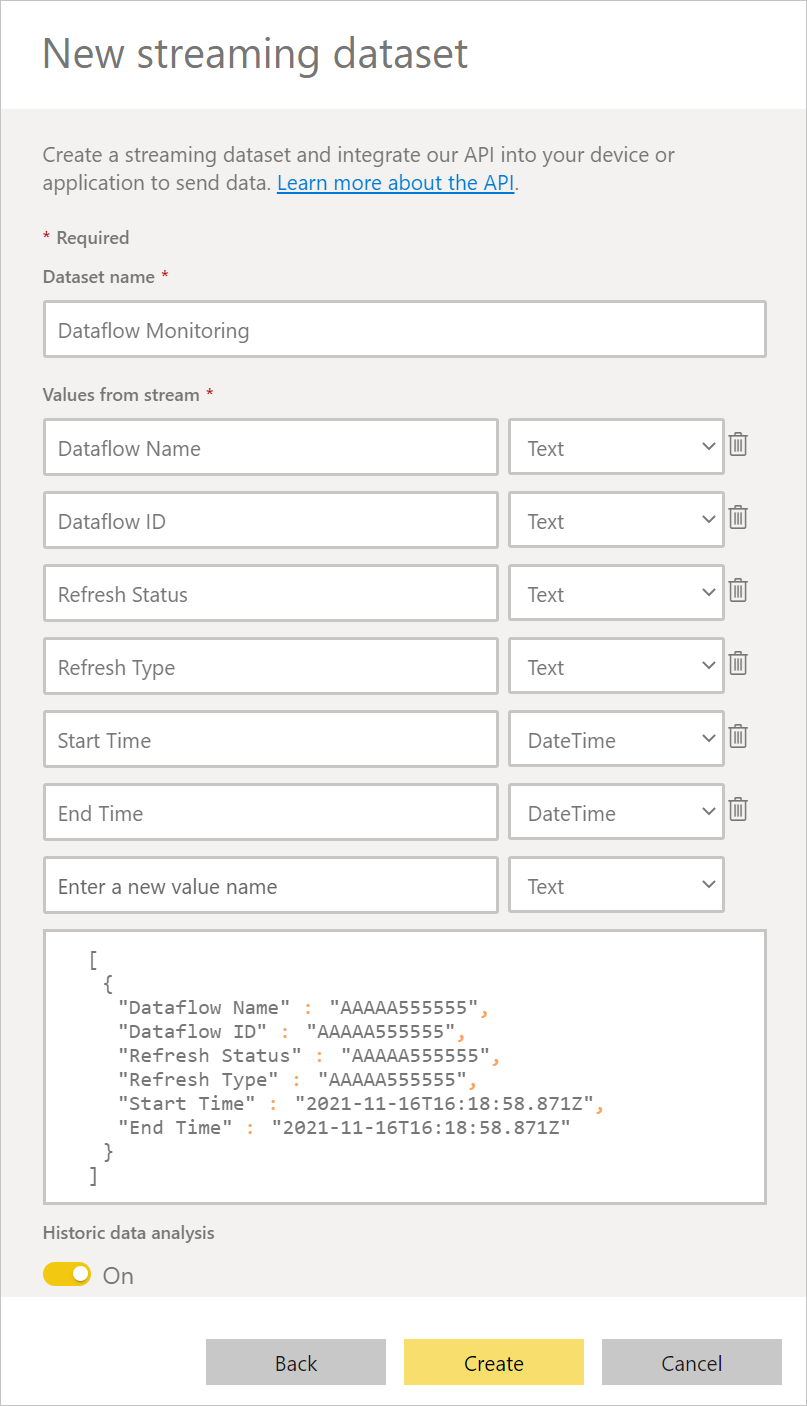 New streaming dataset
Create a streaming dataset and integrate our API into your device or
application to send data. Learn more about the API.
* Required
Dataset name *
Dataflow Monitoring
Values from stream *
Dataflow Name Text
Dataflow ID Text
Refresh Status Text
Refresh Type Text
Start Time DateTime
End Time DateTime
Enter a new value name Text
[
{
"Dataflow Name" : "AAAAA555555",
"Dataflow ID" : "AAAAA555555",
"Refresh Status" : "AAAAA555555",
"Refresh Type" : "AAAAA555555",
"Start Time" : "2021-11-16T16:18:58.871Z",
"End Time" : "2021-11-16T16:18:58.871Z"
}
]
Historic data analysis
On
Back Create Cancel